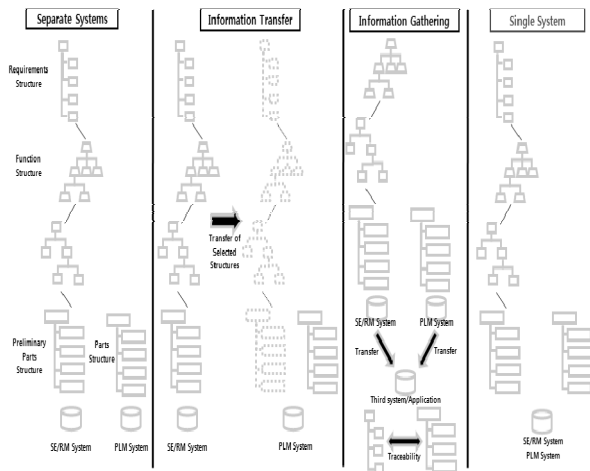 Separate Systems
Information Transfer
Information Gathering
Single System
Requirements
Structure
Function
Structure
Transfer of
Selected
Structures
Preliminary
Parts
Structure
Parts
Structure
SE/RM System
PLM System
SE/RM System
PLM System
SE/RM System
PLM System
Transfer
Transfer
Third system/Application
Traceability
SE/RM System
PLM System